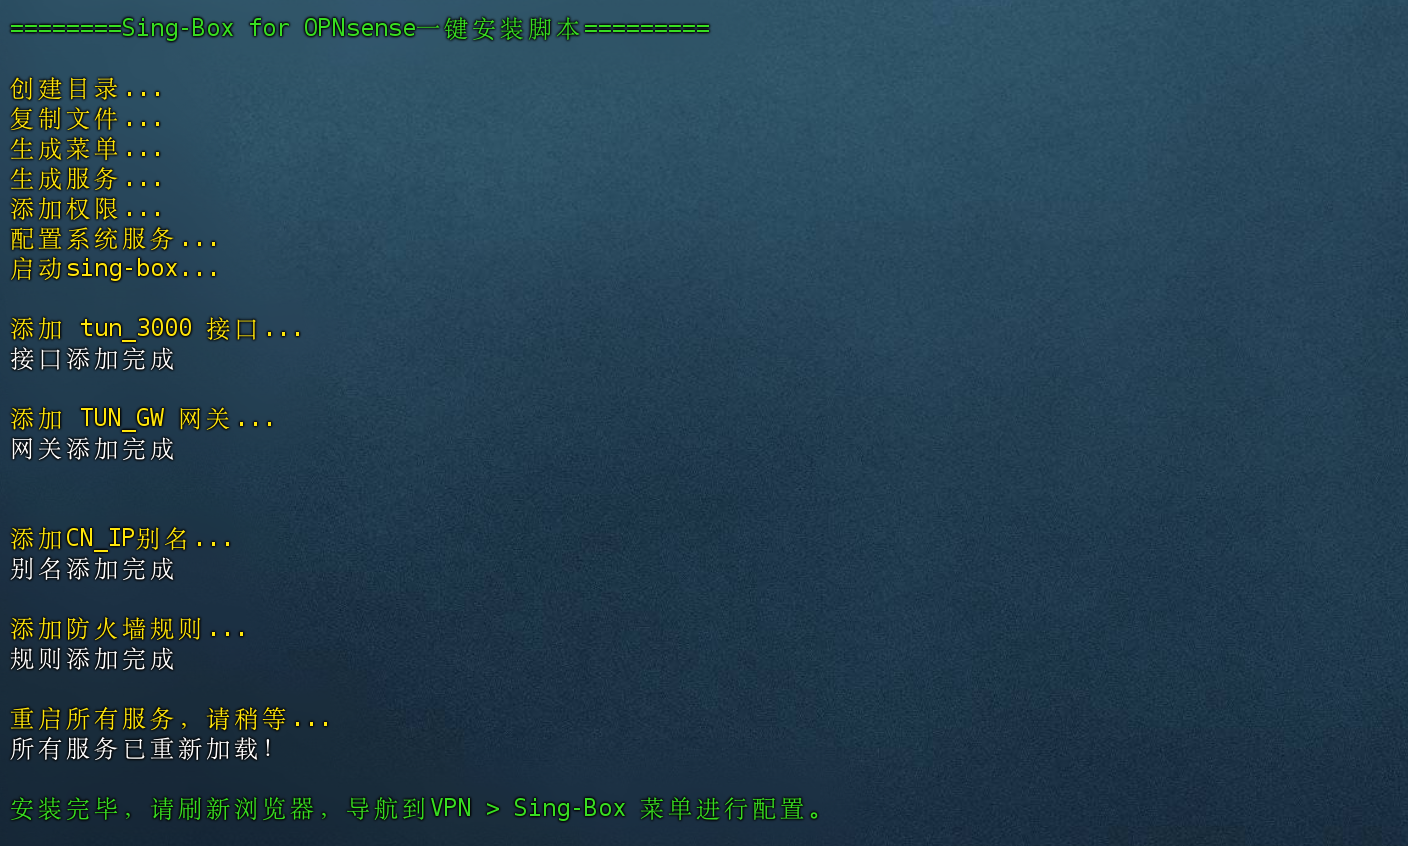 ========Sing-Box for OPNsense一键安装脚本=========
创建目录...
复制文件...
生成菜单...
生成服务...
添加权限...
配置系统服务...
启动sing-box...
添加 tun_3000 接口...
接口添加完成
添加 TUN_GW 网关...
网关添加完成
添加CN_IP别名...
别名添加完成
添加防火墙规则...
规则添加完成
重启所有服务，请稍等...
所有服务已重新加载！
安装完毕，请刷新浏览器，导航到VPN > Sing-Box 菜单进行配置。